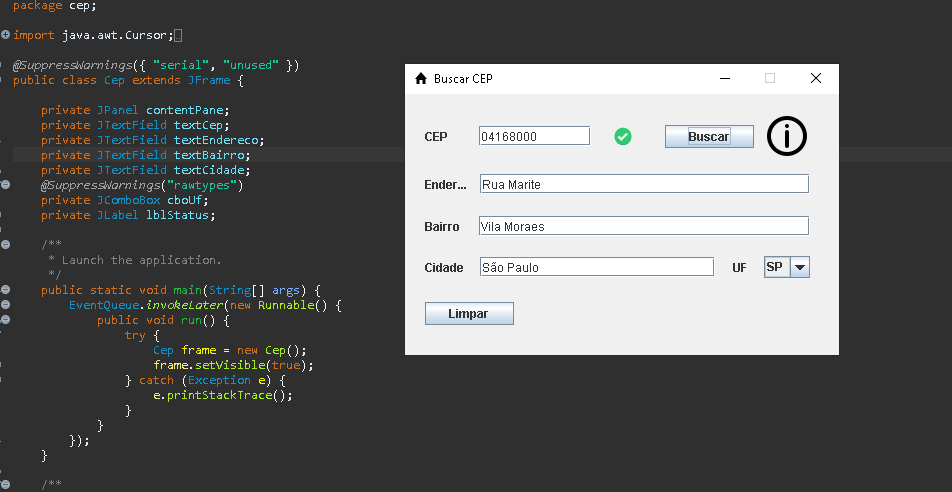 package cep;
import java.awt.Cursor;
@SuppressWarnings({ "serial", "unused" })
public class Cep extends JFrame {
private JPanel contentPane;
private JTextField textCep;
private JTextField textEndereco;
private JTextField textBairro;
private JTextField textCidade;
@SuppressWarnings("rawtypes")
private JComboBox cboUf;
private JLabel lblStatus;
/**
* Launch the application.
*/
public static void main(String[] args) {
EventQueue.invokeLater(new Runnable() {
public void run() {
try {
Cep frame = new Cep();
frame.setVisible(true);
} catch (Exception e) {
e.printStackTrace();
}
}
});
}
/**
Buscar CEP
CEP 04168000 Buscar
Ender... Rua Marite
Bairro Vila Moraes
Cidade São Paulo UF SP
Limpar